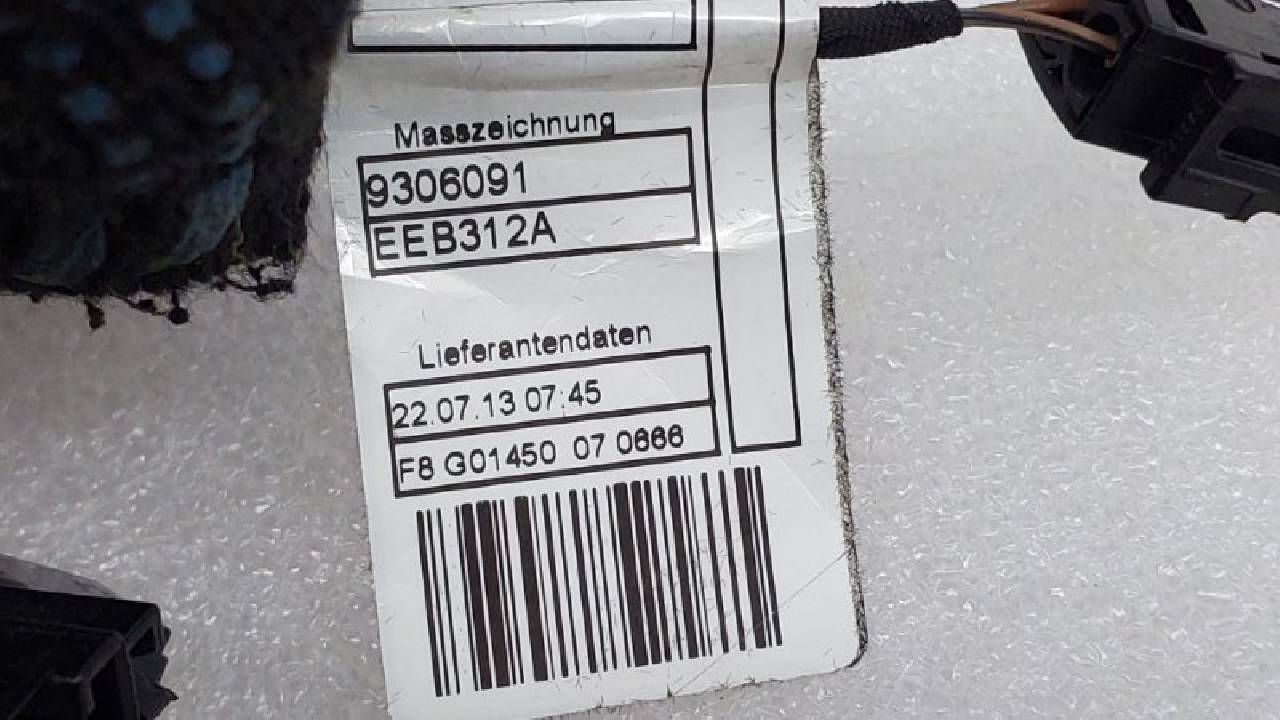 Masszeichnung
9306091
EEB312A
Lieferantendaten
22.07.13 07:45
F8 G01450 07 0666